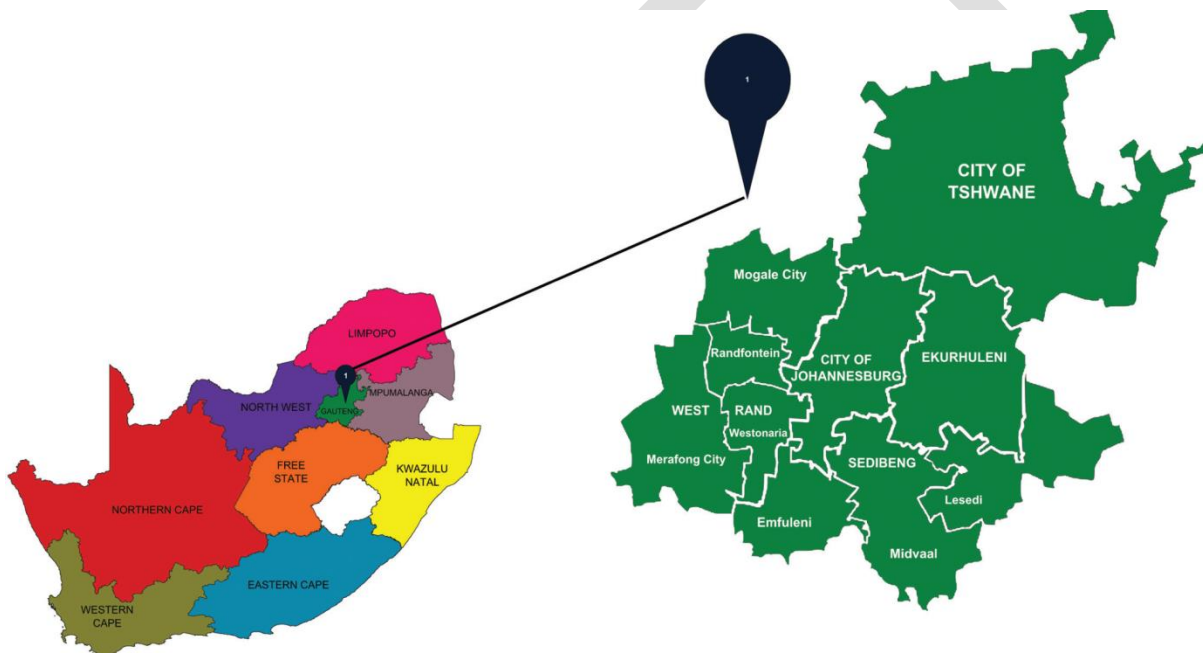 1
CITY OF
TSHWANE
Mogale City
Randfontein
CITY OF
JOHANNESBURG
EKURHULENI
WEST
RAND
Westonaria
Merafong City
SEDIBENG
Lesedi
Emfuleni
Midvaal
LIMPOPO
1
MPUMALANGA
NORTH WEST
GAUTENG
FREE
STATE
KWAZULU
NATAL
NORTHERN CAPE
EASTERN CAPE
WESTERN
CAPE